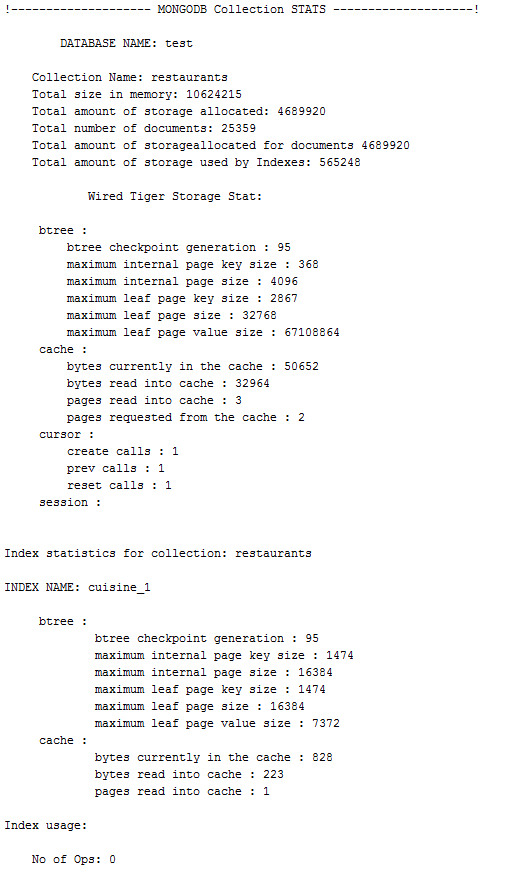 !-------------------- MONGODB Collection STATS --------------------!
DATABASE NAME: test
Collection Name: restaurants
Total size in memory: 10624215
Total amount of storage allocated: 4689920
Total number of documents: 25359
Total amount of storageallocated for documents 4689920
Total amount of storage used by Indexes: 565248
Wired Tiger Storage Stat:
btree :
btree checkpoint generation : 95
maximum internal page key size : 368
maximum internal page size : 4096
maximum leaf page key size : 2867
maximum leaf page size : 32768
maximum leaf page value size : 67108864
cache :
bytes currently in the cache : 50652
bytes read into cache : 32964
pages read into cache : 3
pages requested from the cache : 2
cursor :
create calls : 1
prev calls : 1
reset calls : 1
session :
Index statistics for collection: restaurants
INDEX NAME: cuisine_1
btree :
btree checkpoint generation : 95
maximum internal page key size : 1474
maximum internal page size : 16384
maximum leaf page key size : 1474
maximum leaf page size : 16384
maximum leaf page value size : 7372
cache :
bytes currently in the cache : 828
bytes read into cache : 223
pages read into cache : 1
Index usage:
No of Ops: 0